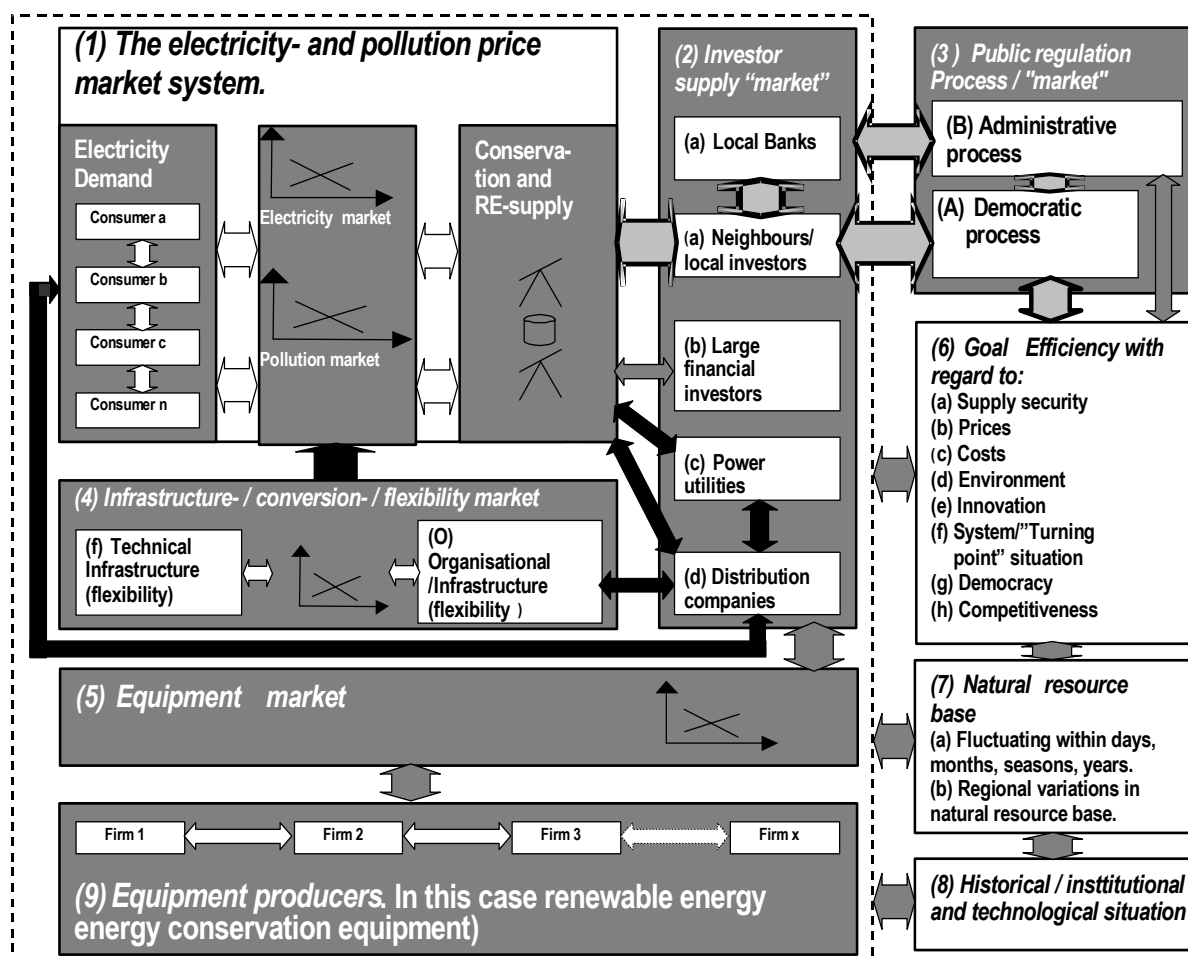 (1) The electricity- and pollution price
market system.
Electricity
Demand
Consumer a
Consumer b
Consumer c
Consumer n
Electricity market
Pollution market
Conserva-
tion and
RE-supply
(2) Investor
supply “market”
(a) Local Banks
(a) Neighbours/
local investors
(b) Large
financial
investors
(c) Power
utilities
(d) Distribution
companies
(3 ) Public regulation
Process / "market"
(B) Administrative
process
(A) Democratic
process
(4) Infrastructure- / conversion- / flexibility market
(f) Technical
Infrastructure
(flexibility)
(O)
Organisational
/Infrastructure
(flexibility )
(5) Equipment market
(6) Goal Efficiency with
regard to:
(a) Supply security
(b) Prices
(c) Costs
(d) Environment
(e) Innovation
(f) System/”Turning
point” situation
(g) Democracy
(h) Competitiveness
(7) Natural resource
base
(a) Fluctuating within days,
months, seasons, years.
(b) Regional variations in
natural resource base.
(8) Historical / insttitutional
and technological situation
Firm 1
Firm 2
Firm 3
Firm x
(9) Equipment producers. In this case renewable energy
energy conservation equipment)